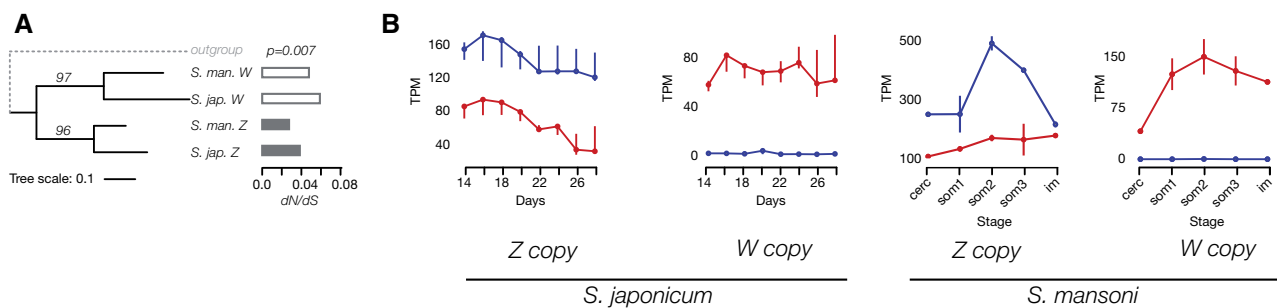 A
outgroup
p=0.007
97
S. man. W
S. jap. W
96
S. man. Z
S. jap. Z
Tree scale: 0.1
0.0 0.04 0.08
dN/dS
B
TPM
160
120
80
40
14 18 22 26
Days
Z copy
TPM
80
40
0
14 18 22 26
Days
W copy
S. japonicum
TPM
500
300
100
cerc som1 som2 som3 im
Stage
Z copy
TPM
150
75
0
cerc som1 som2 som3 im
Stage
W copy
S. mansoni